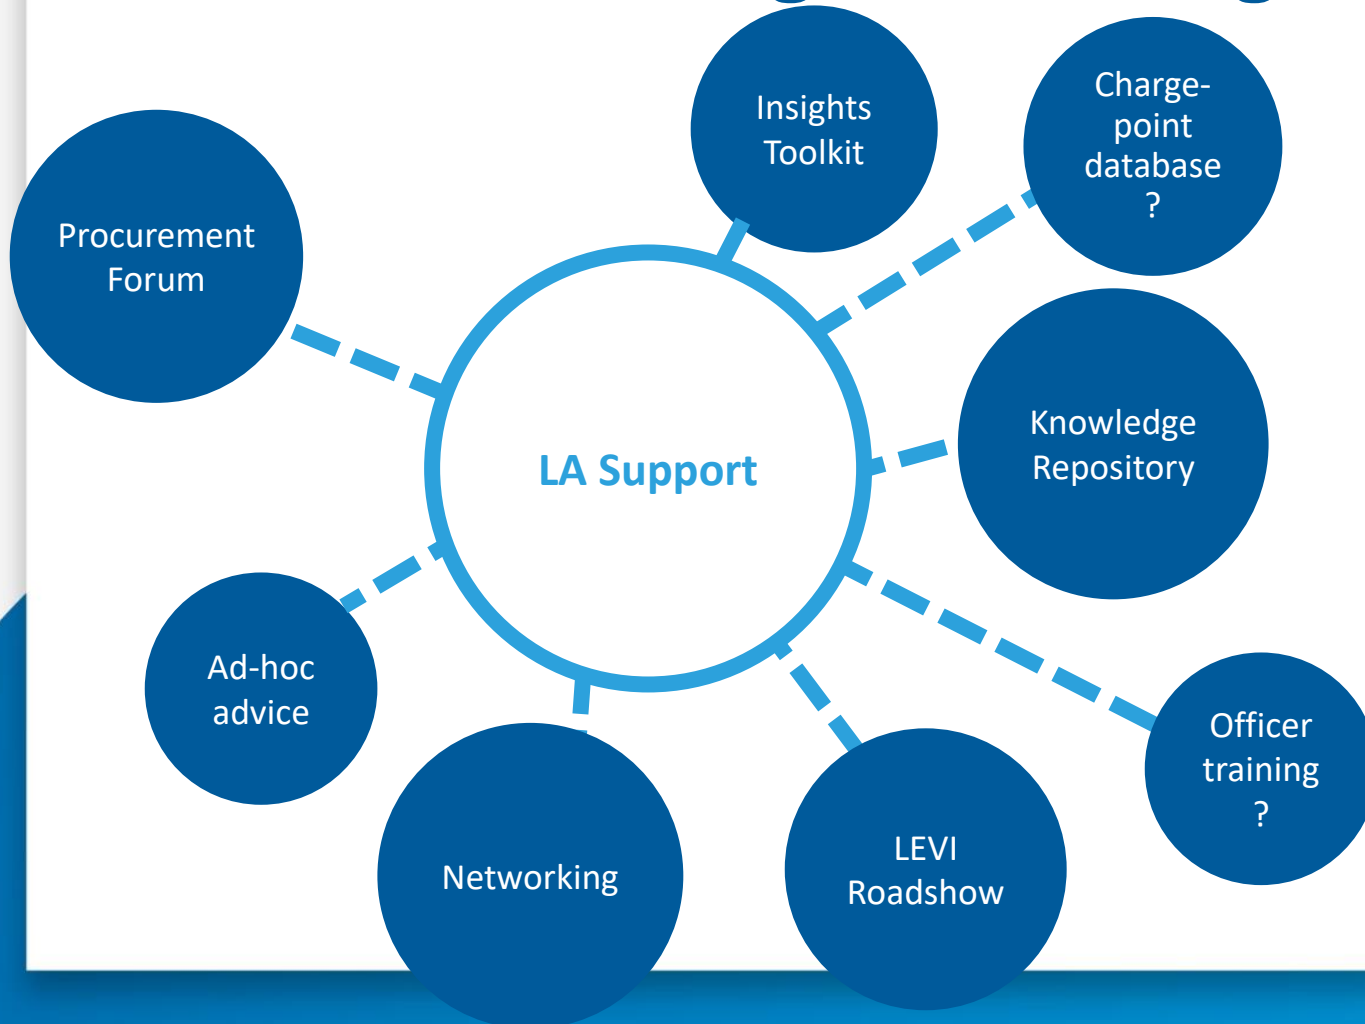 Insights
Toolkit
Charge-
point
database
?
Procurement
Forum
Knowledge
Repository
LA Support
Ad-hoc
advice
Officer
training
?
Networking
LEVI
Roadshow